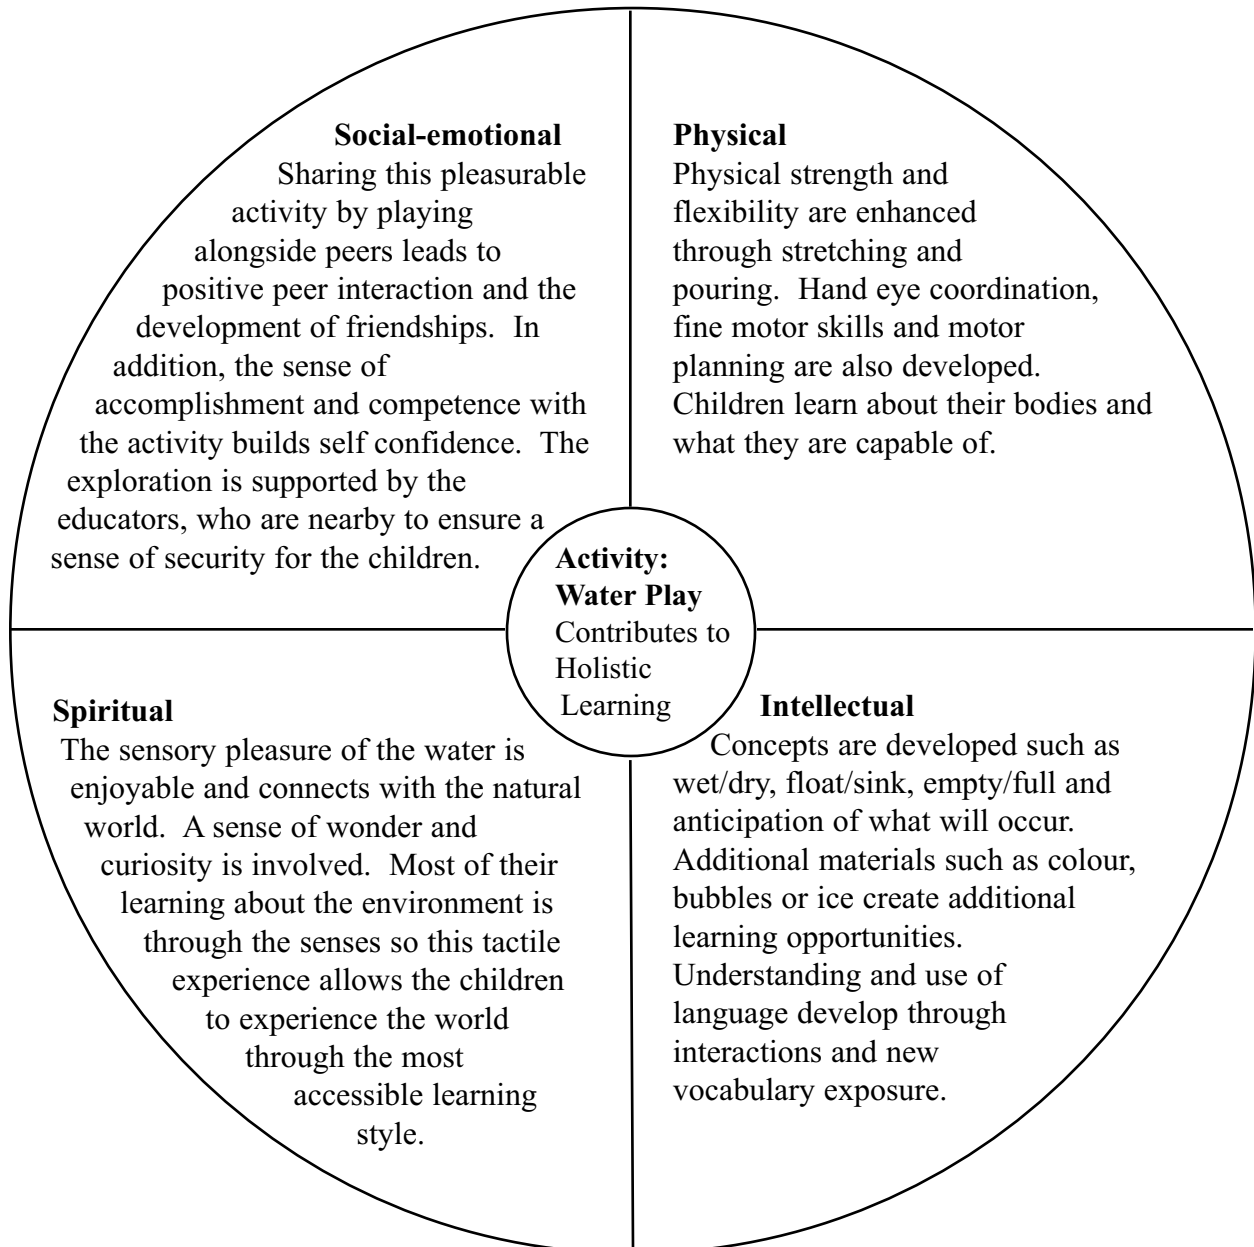 Social-emotional
Sharing this pleasurable
activity by playing
alongside peers leads to
positive peer interaction and the
development of friendships.  In
addition, the sense of
accomplishment and competence with
the activity builds self confidence.  The
exploration is supported by the
educators, who are nearby to ensure a
sense of security for the children.
Physical
Physical strength and
flexibility are enhanced
through stretching and
pouring.  Hand eye coordination,
fine motor skills and motor
planning are also developed.
Children learn about their bodies and
what they are capable of.
Activity:
Water Play
Contributes to
Holistic
Learning
Spiritual
The sensory pleasure of the water is
enjoyable and connects with the natural
world.  A sense of wonder and
curiosity is involved.  Most of their
learning about the environment is
through the senses so this tactile
experience allows the children
to experience the world
through the most
accessible learning
style.
Intellectual
Concepts are developed such as
wet/dry, float/sink, empty/full and
anticipation of what will occur.
Additional materials such as colour,
bubbles or ice create additional
learning opportunities.
Understanding and use of
language develop through
interactions and new
vocabulary exposure.